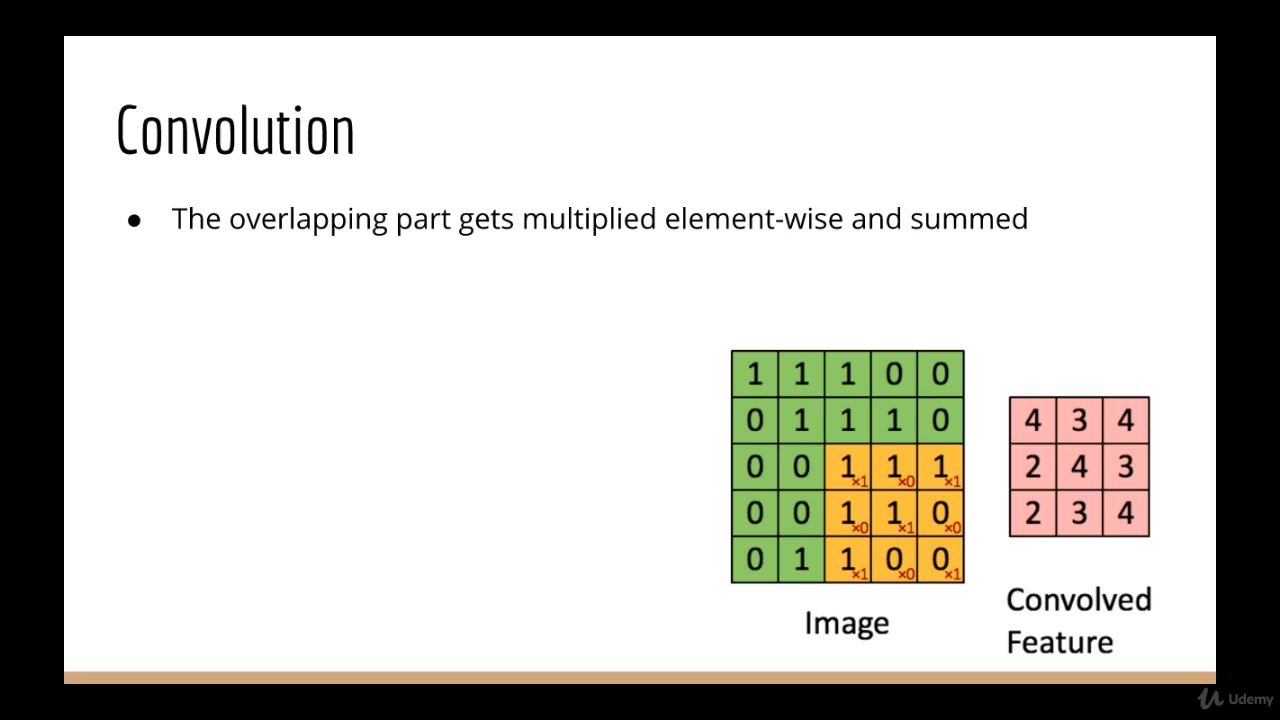 Convolution
● The overlapping part gets multiplied element-wise and summed
1 1 1 0 0
0 1 1 1 0
0 0 1×1 1×0 1×1
0 0 1×0 1×1 0×0
0 1 1×1 0×0 0×1
Image
4 3 4
2 4 3
2 3 4
Convolved
Feature
Udemy